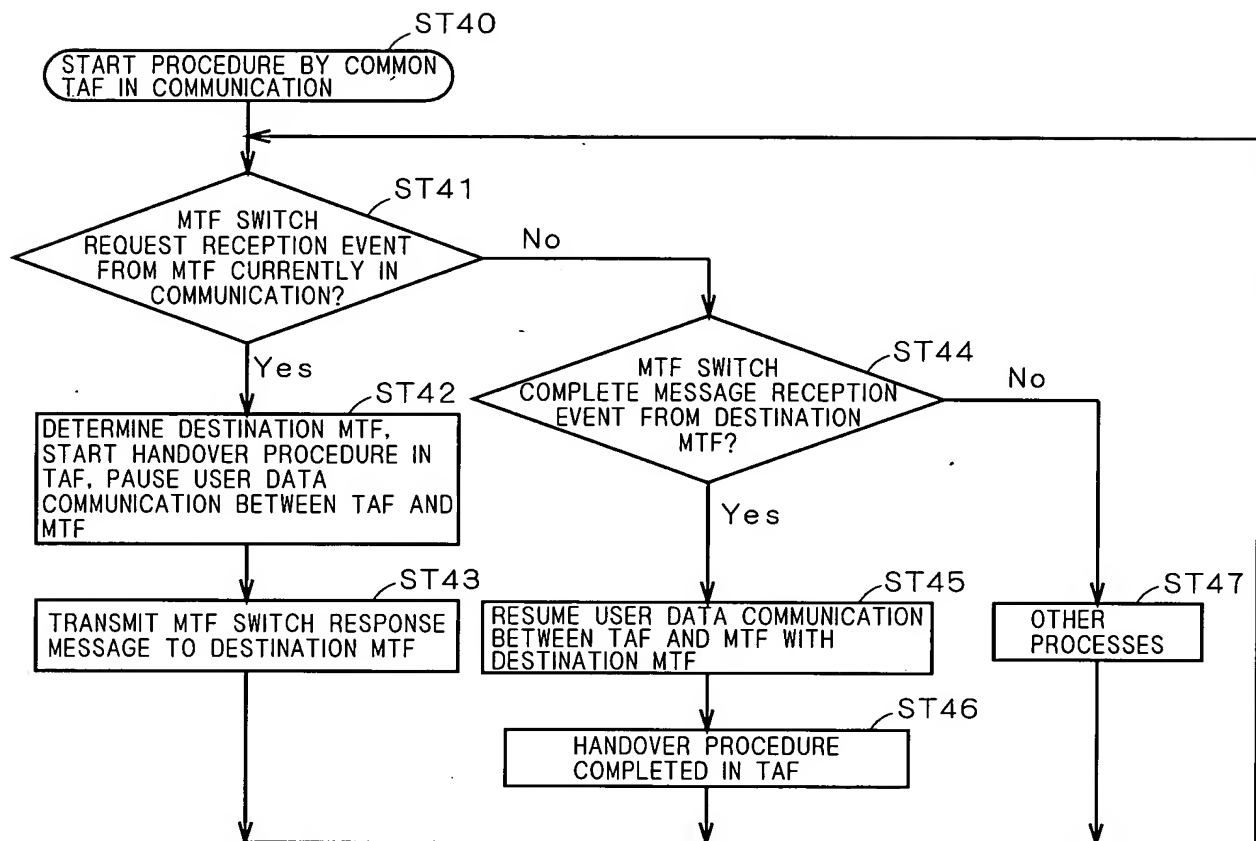 ST40
START PROCEDURE BY COMMON
TAF IN COMMUNICATION
ST41
MTF SWITCH
REQUEST RECEPTION EVENT
FROM MTF CURRENTLY IN
COMMUNICATION?
No
Yes
ST44
MTF SWITCH
COMPLETE MESSAGE RECEPTION
EVENT FROM DESTINATION
MTF?
No
Yes
ST42
DETERMINE DESTINATION MTF,
START HANDOVER PROCEDURE IN
TAF, PAUSE USER DATA
COMMUNICATION BETWEEN TAF AND
MTF
ST43
TRANSMIT MTF SWITCH RESPONSE
MESSAGE TO DESTINATION MTF
ST45
RESUME USER DATA COMMUNICATION
BETWEEN TAF AND MTF WITH
DESTINATION MTF
ST46
HANDOVER PROCEDURE
COMPLETED IN TAF
ST47
OTHER
PROCESSES